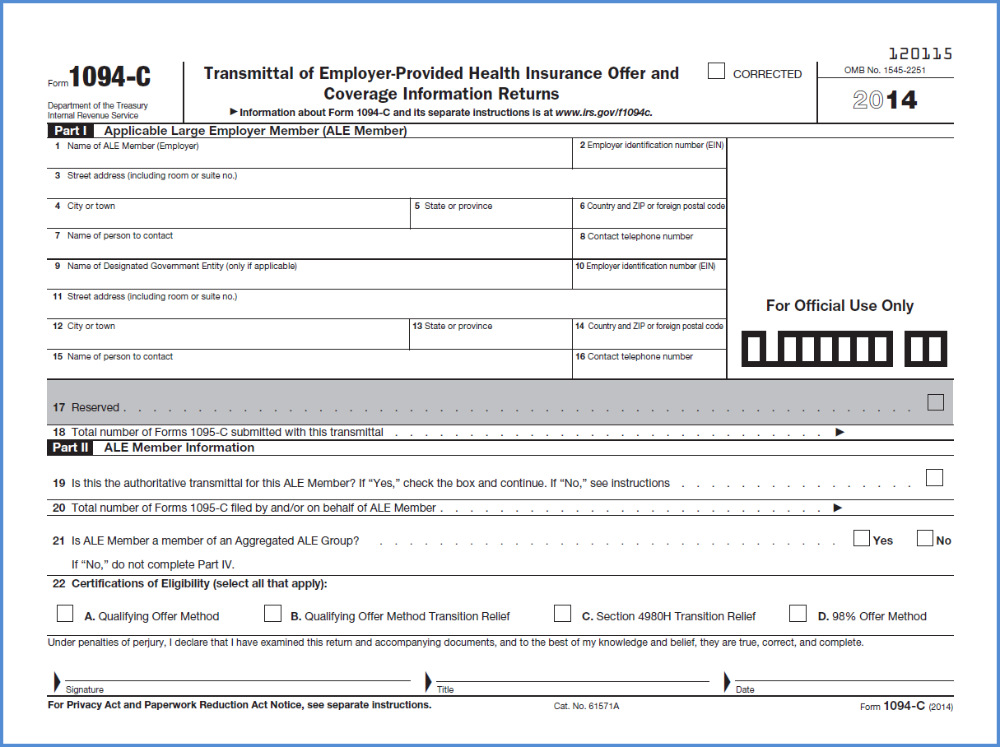 120115
Form 1094-C
Department of the Treasury
Internal Revenue Service
Transmittal of Employer-Provided Health Insurance Offer and
Coverage Information Returns
▶ Information about Form 1094-C and its separate instructions is at www.irs.gov/f1094c.
CORRECTED
OMB No. 1545-2251
2014
Part I Applicable Large Employer Member (ALE Member)
1 Name of ALE Member (Employer)
2 Employer identification number (EIN)
3 Street address (including room or suite no.)
4 City or town
5 State or province
6 Country and ZIP or foreign postal code
7 Name of person to contact
8 Contact telephone number
9 Name of Designated Government Entity (only if applicable)
10 Employer identification number (EIN)
11 Street address (including room or suite no.)
12 City or town
13 State or province
14 Country and ZIP or foreign postal code
15 Name of person to contact
16 Contact telephone number
For Official Use Only
17 Reserved
18 Total number of Forms 1095-C submitted with this transmittal ▶
Part II ALE Member Information
19 Is this the authoritative transmittal for this ALE Member? If “Yes,” check the box and continue. If “No,” see instructions
20 Total number of Forms 1095-C filed by and/or on behalf of ALE Member ▶
21 Is ALE Member a member of an Aggregated ALE Group? Yes No
If “No,” do not complete Part IV.
22 Certifications of Eligibility (select all that apply):
A. Qualifying Offer Method B. Qualifying Offer Method Transition Relief C. Section 4980H Transition Relief D. 98% Offer Method
Under penalties of perjury, I declare that I have examined this return and accompanying documents, and to the best of my knowledge and belief, they are true, correct, and complete.
Signature Title Date
For Privacy Act and Paperwork Reduction Act Notice, see separate instructions. Cat. No. 61571A Form 1094-C (2014)